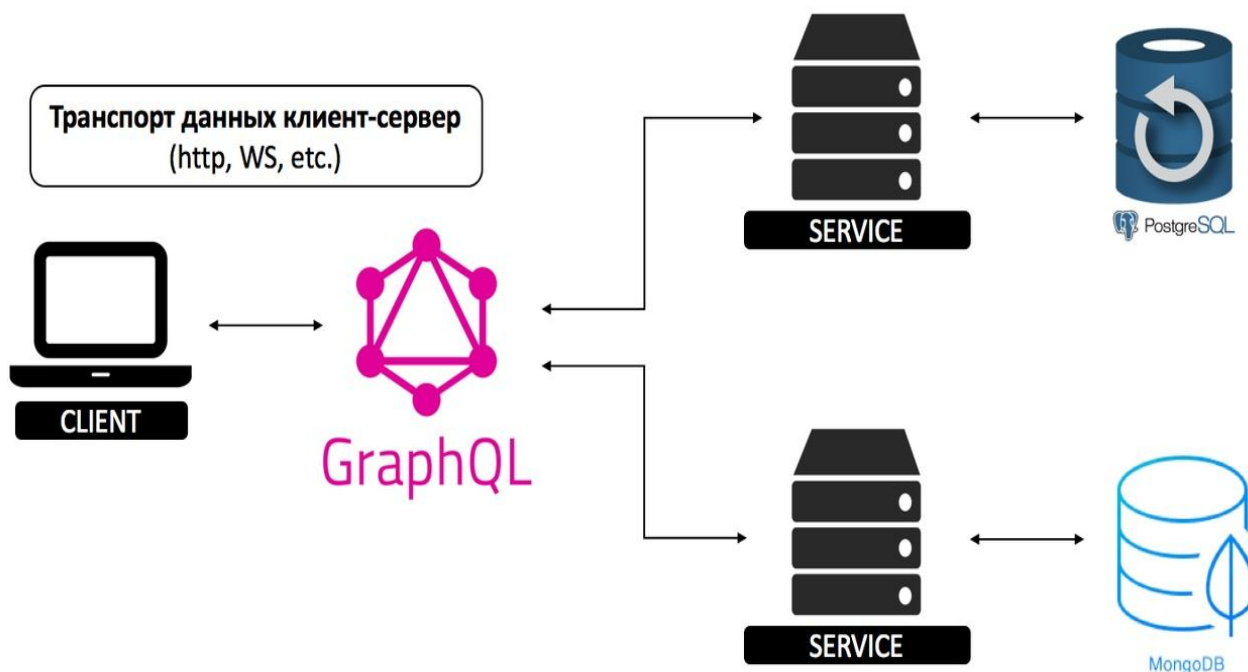 Транспорт данных клиент-сервер
(http, WS, etc.)
CLIENT
GraphQL
SERVICE
PostgreSQL
SERVICE
MongoDB